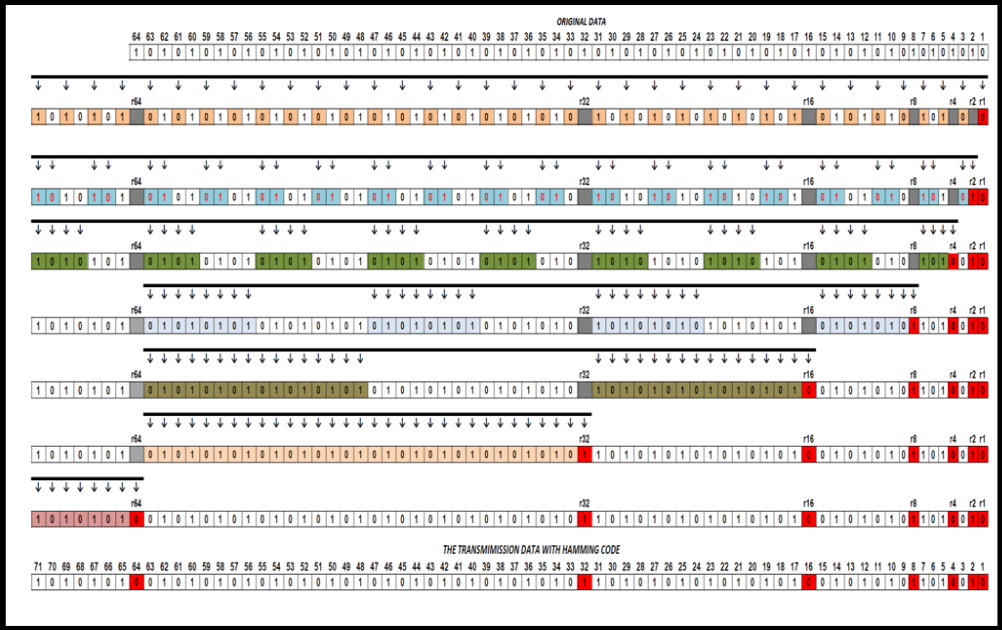 ORIGINAL DATA
64 63 62 61 60 59 58 57 56 55 54 53 52 51 50 49 48 47 46 45 44 43 42 41 40 39 38 37 36 35 34 33 32 31 30 29 28 27 26 25 24 23 22 21 20 19 18 17 16 15 14 13 12 11 10 9 8 7 6 5 4 3 2 1
1 0 1 0 1 0 1 0 1 0 1 0 1 0 1 0 1 0 1 0 1 0 1 0 1 0 1 0 1 0 1 0 1 0 1 0 1 0 1 0 1 0 1 0 1 0 1 0 1 0 1 0 1 0 1 0 1 0 1 0 1 0 1 0
r64 r32 r16 r8 r4 r2 r1
1 0 1 0 1 0 1 0 1 0 1 0 1 0 1 0 1 0 1 0 1 0 1 0 1 0 1 0 1 0 1 0 1 0 1 0 1 0 1 0 1 0 1 0 1 0 1 0 1 0 1 0 1 0 1 0 1 0 1 0 1 0 1 0 0
r64 r32 r16 r8 r4 r2 r1
1 0 1 0 1 0 1 0 1 0 1 0 1 0 1 0 1 0 1 0 1 0 1 0 1 0 1 0 1 0 1 0 1 0 1 0 1 0 1 0 1 0 1 0 1 0 1 0 1 0 1 0 1 0 1 0 1 0 1 0 1 0 1 0 1 0
r64 r32 r16 r8 r4 r2 r1
1 0 1 0 1 0 1 0 1 0 1 0 1 0 1 0 1 0 1 0 1 0 1 0 1 0 1 0 1 0 1 0 1 0 1 0 1 0 1 0 1 0 1 0 1 0 1 0 1 0 1 0 1 0 1 0 1 0 1 0 1 0 1 0 0 1 0
r64 r32 r16 r8 r4 r2 r1
1 0 1 0 1 0 1 0 1 0 1 0 1 0 1 0 1 0 1 0 1 0 1 0 1 0 1 0 1 0 1 0 1 0 1 0 1 0 1 0 1 0 1 0 1 0 1 0 1 0 1 0 1 0 1 0 1 0 1 0 1 1 0 1 0 0 1 0
r64 r32 r16 r8 r4 r2 r1
1 0 1 0 1 0 1 0 1 0 1 0 1 0 1 0 1 0 1 0 1 0 1 0 1 0 1 0 1 0 1 0 1 0 1 0 1 0 1 0 1 0 1 0 1 0 1 0 1 0 1 0 1 0 0 1 0 1 0 1 0 1 1 0 1 0 0 1 0
r64 r32 r16 r8 r4 r2 r1
1 0 1 0 1 0 1 0 1 0 1 0 1 0 1 0 1 0 1 0 1 0 1 0 1 0 1 0 1 0 1 0 1 0 1 0 1 0 1 1 0 1 0 1 0 1 0 1 0 1 0 1 0 1 0 0 1 0 1 0 1 0 1 1 0 1 0 0 1 0
r64 r32 r16 r8 r4 r2 r1
1 0 1 0 1 0 1 0 0 1 0 1 0 1 0 1 0 1 0 1 0 1 0 1 0 1 0 1 0 1 0 1 0 1 0 1 0 1 0 1 1 0 1 0 1 0 1 0 1 0 1 0 1 0 1 0 0 1 0 1 0 1 0 1 1 0 1 0 0 1 0
THE TRANSMIMISSION DATA WITH HAMMING CODE
71 70 69 68 67 66 65 64 63 62 61 60 59 58 57 56 55 54 53 52 51 50 49 48 47 46 45 44 43 42 41 40 39 38 37 36 35 34 33 32 31 30 29 28 27 26 25 24 23 22 21 20 19 18 17 16 15 14 13 12 11 10 9 8 7 6 5 4 3 2 1
1 0 1 0 1 0 1 0 0 1 0 1 0 1 0 1 0 1 0 1 0 1 0 1 0 1 0 1 0 1 0 1 0 1 0 1 0 1 0 1 1 0 1 0 1 0 1 0 1 0 1 0 1 0 1 0 0 1 0 1 0 1 0 1 1 0 1 0 0 1 0